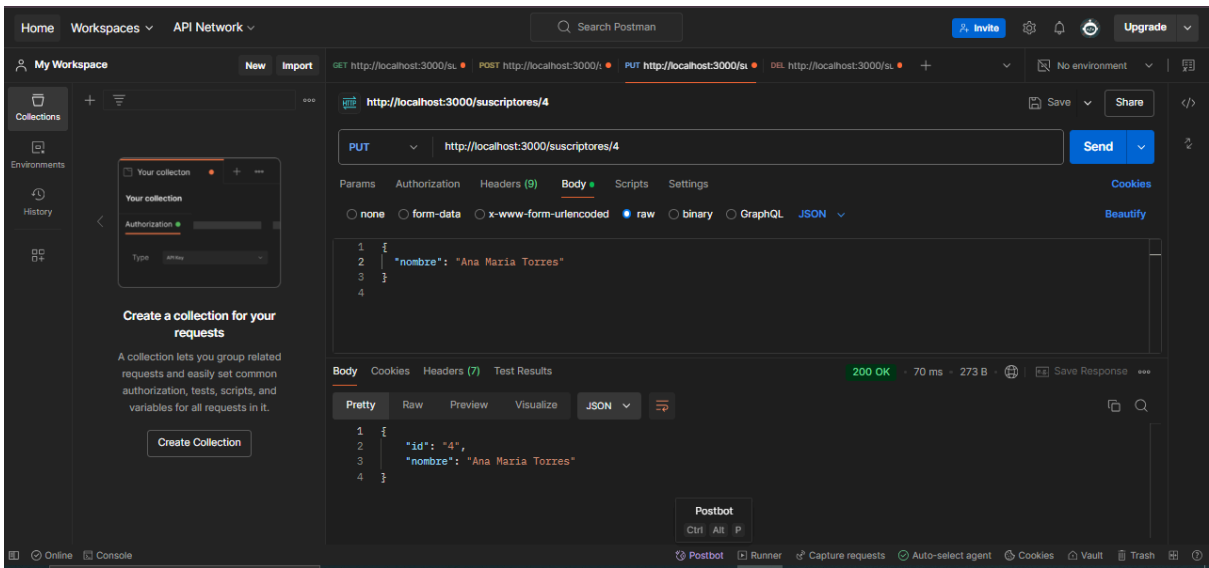 Home Workspaces API Network Search Postman Invite Upgrade
My Workspace New Import GET http://localhost:3000/su POST http://localhost:3000/s PUT http://localhost:3000/su DEL http://localhost:3000/su No environment
Collections
Environments
History
Your collecton
Your collection
Authorization
Type API Key
Create a collection for your
requests
A collection lets you group related
requests and easily set common
authorization, tests, scripts, and
variables for all requests in it.
Create Collection
HTTP http://localhost:3000/suscriptores/4 Save Share
PUT http://localhost:3000/suscriptores/4 Send
Params Authorization Headers (9) Body Scripts Settings Cookies
none form-data x-www-form-urlencoded raw binary GraphQL JSON Beautify
1 {
2 "nombre": "Ana Maria Torres"
3 }
4
Body Cookies Headers (7) Test Results 200 OK 70 ms 273 B Save Response
Pretty Raw Preview Visualize JSON
1 {
2 "id": "4",
3 "nombre": "Ana Maria Torres"
4 }
Postbot
Ctrl Alt P
Online Console Postbot Runner Capture requests Auto-select agent Cookies Vault Trash